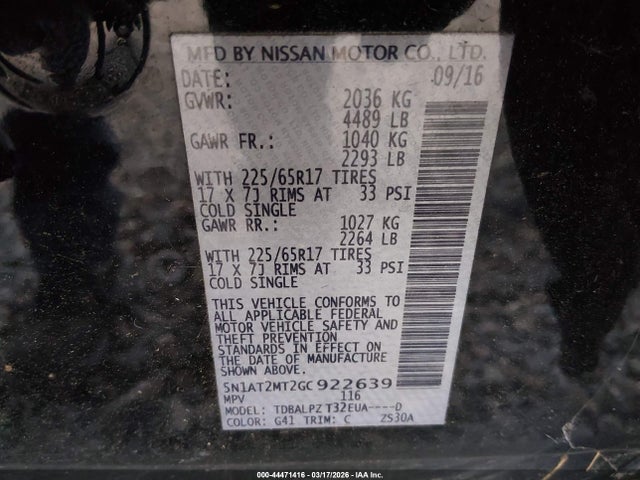 MFD BY NISSAN MOTOR CO., LTD.
DATE: 09/16
GVWR: 2036 KG
4489 LB
GAWR FR.: 1040 KG
2293 LB
WITH 225/65R17 TIRES
17 X 7J RIMS AT 33 PSI
COLD SINGLE
GAWR RR.: 1027 KG
2264 LB
WITH 225/65R17 TIRES
17 X 7J RIMS AT 33 PSI
COLD SINGLE
THIS VEHICLE CONFORMS TO
ALL APPLICABLE FEDERAL
MOTOR VEHICLE SAFETY AND
THEFT PREVENTION
STANDARDS IN EFFECT ON THE
DATE OF MANUFACTURE
SHOWN ABOVE.
5N1AT2MT2GC922639
MPV 116
MODEL: TDBALPZ T32EUA----D
COLOR: G41 TRIM: C ZS30A
000-44471416 - 03/17/2026 - IAA Inc.